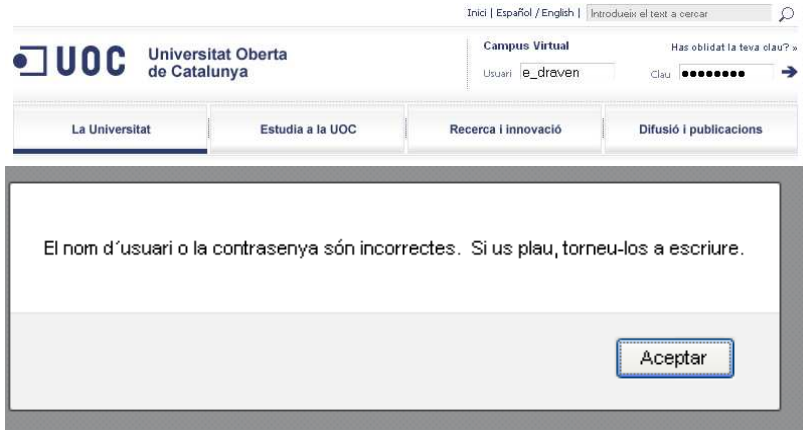 Inici | Español / English | Introdueix el text a cercar
UOC Universitat Oberta de Catalunya
Campus Virtual Has oblidat la teva clau? »
Usuari e_draven Clau ●●●●●●●●
La Universitat Estudia a la UOC Recerca i innovació Difusió i publicacions
El nom d´usuari o la contrasenya són incorrectes. Si us plau, torneu-los a escriure.
Aceptar